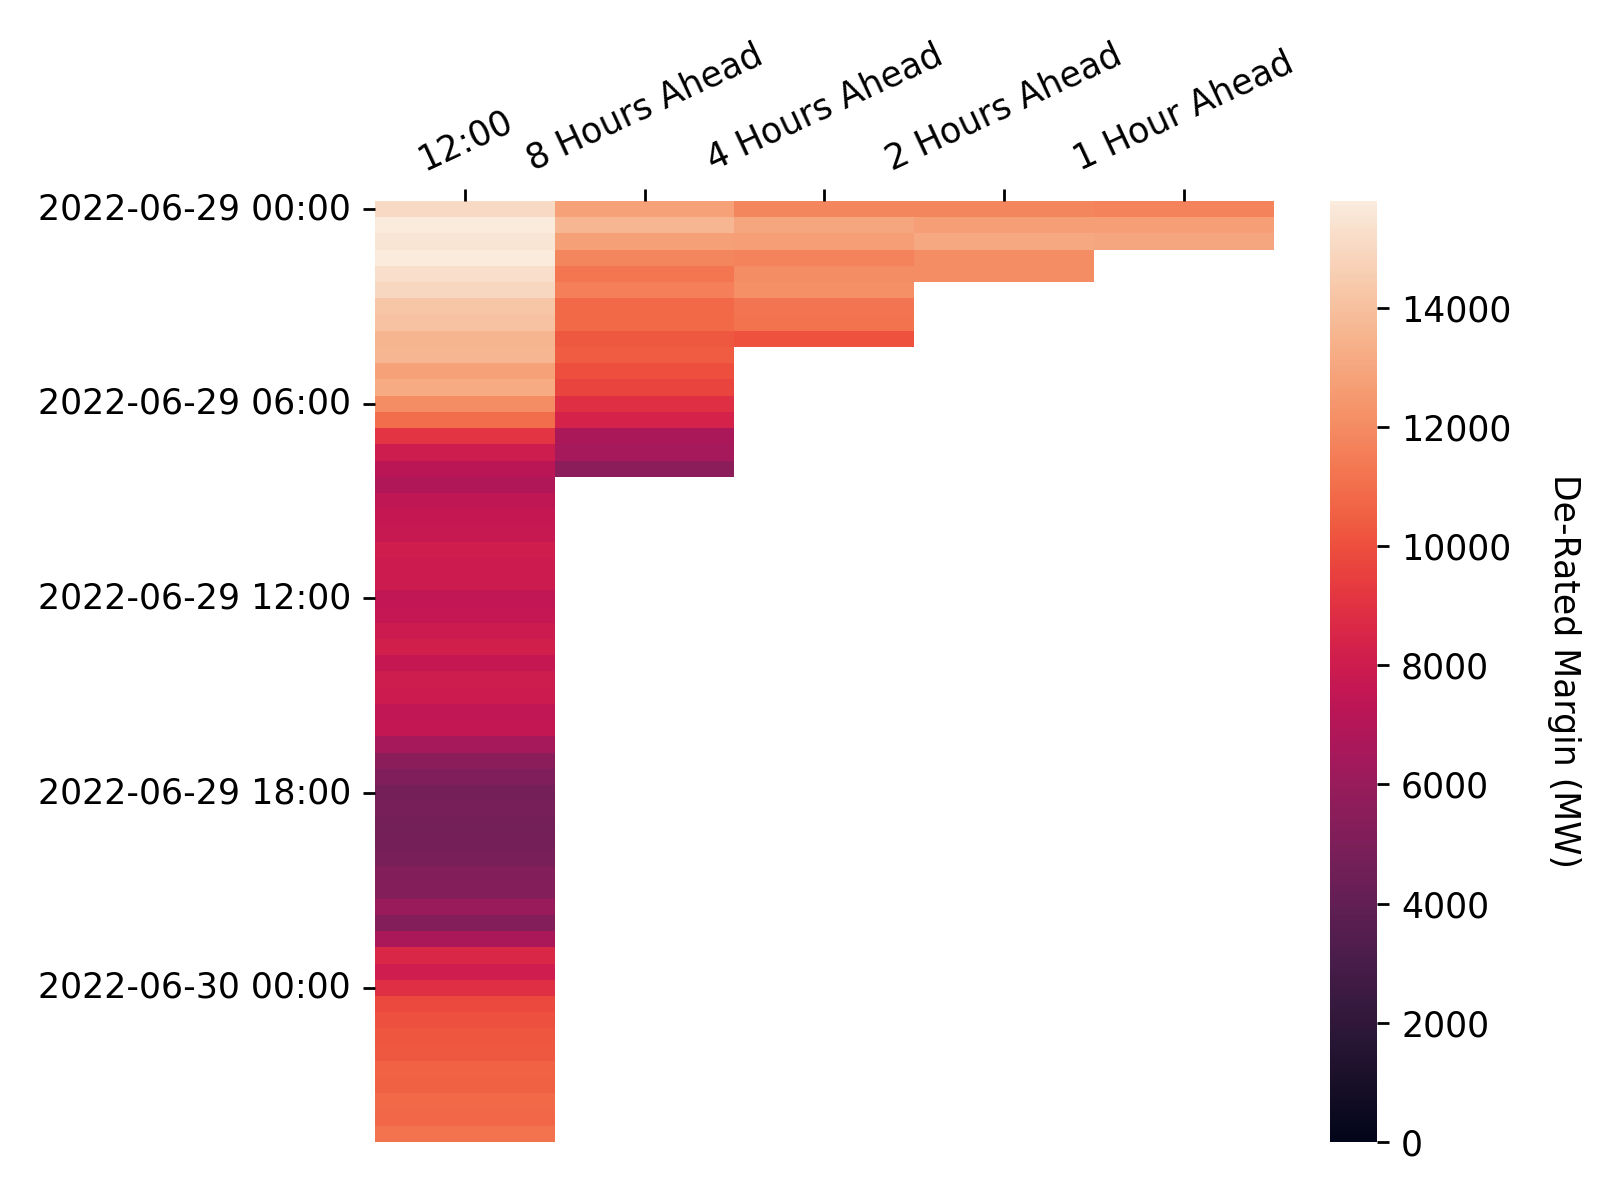 12:00
8 Hours Ahead
4 Hours Ahead
2 Hours Ahead
1 Hour Ahead
2022-06-29 00:00
2022-06-29 06:00
2022-06-29 12:00
2022-06-29 18:00
2022-06-30 00:00
14000
12000
10000
8000
6000
4000
2000
0
De-Rated Margin (MW)